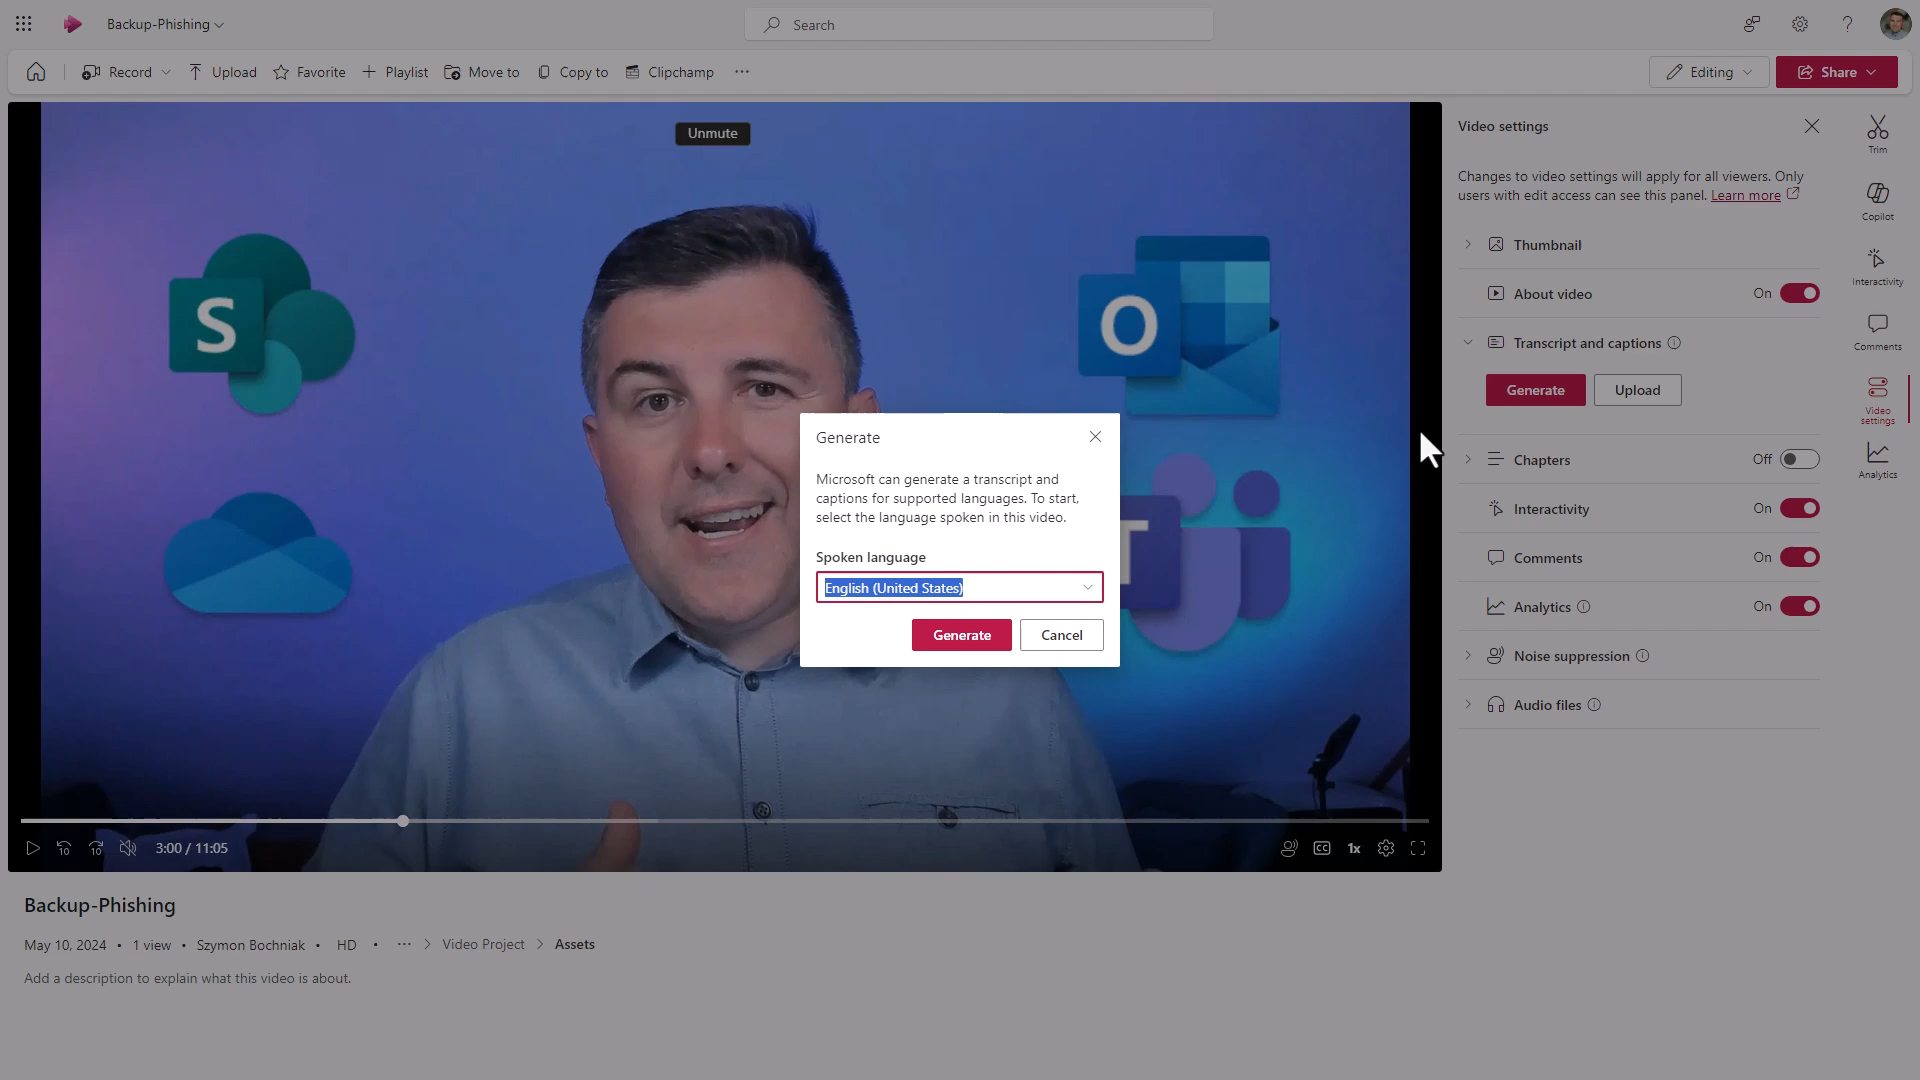 Backup-Phishing
Search
Record
Upload
Favorite
Playlist
Move to
Copy to
Clipchamp
Editing
Share
Unmute
S
O
T
Video settings
Changes to video settings will apply for all viewers. Only
users with edit access can see this panel. Learn more
Thumbnail
About video
On
Transcript and captions
Generate
Upload
Chapters
Off
Interactivity
On
Comments
On
Analytics
On
Noise suppression
Audio files
Trim
Copilot
Interactivity
Comments
Video
settings
Analytics
Generate
Microsoft can generate a transcript and
captions for supported languages. To start,
select the language spoken in this video.
Spoken language
English (United States)
Generate
Cancel
10
10
3:00 / 11:05
CC
1x
Backup-Phishing
May 10, 2024 • 1 view • Szymon Bochniak • HD • ··· > Video Project > Assets
Add a description to explain what this video is about.